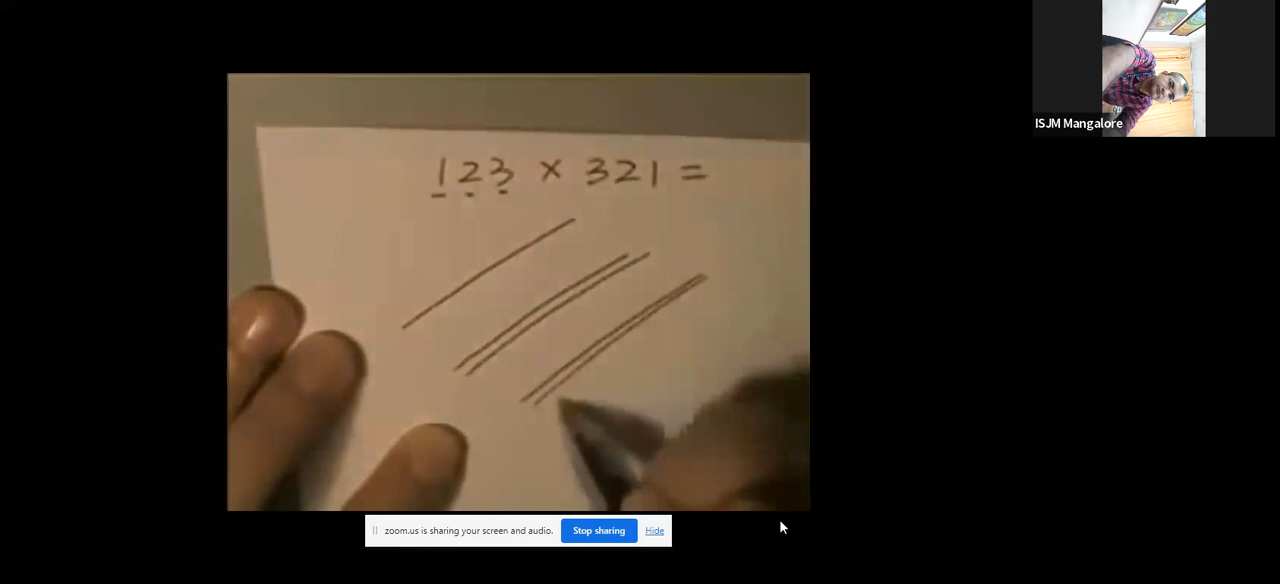 123 × 321 =
ISJM Mangalore
zoom.us is sharing your screen and audio. Stop sharing Hide